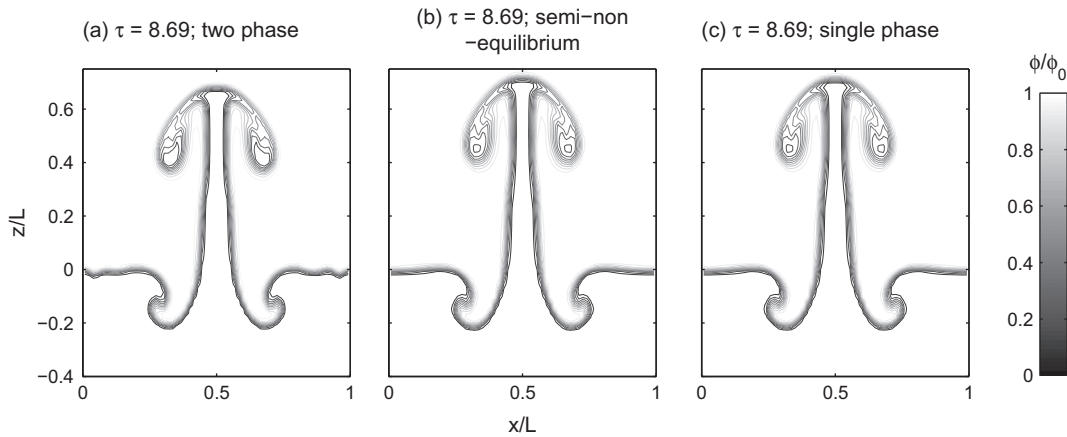 (a) τ = 8.69; two phase
(b) τ = 8.69; semi−non
−equilibrium
(c) τ = 8.69; single phase
ϕ/ϕ0
z/L
0.6
0.4
0.2
0
−0.2
−0.4
0 0.5 1
0 0.5 1
0 0.5 1
x/L
1
0.8
0.6
0.4
0.2
0